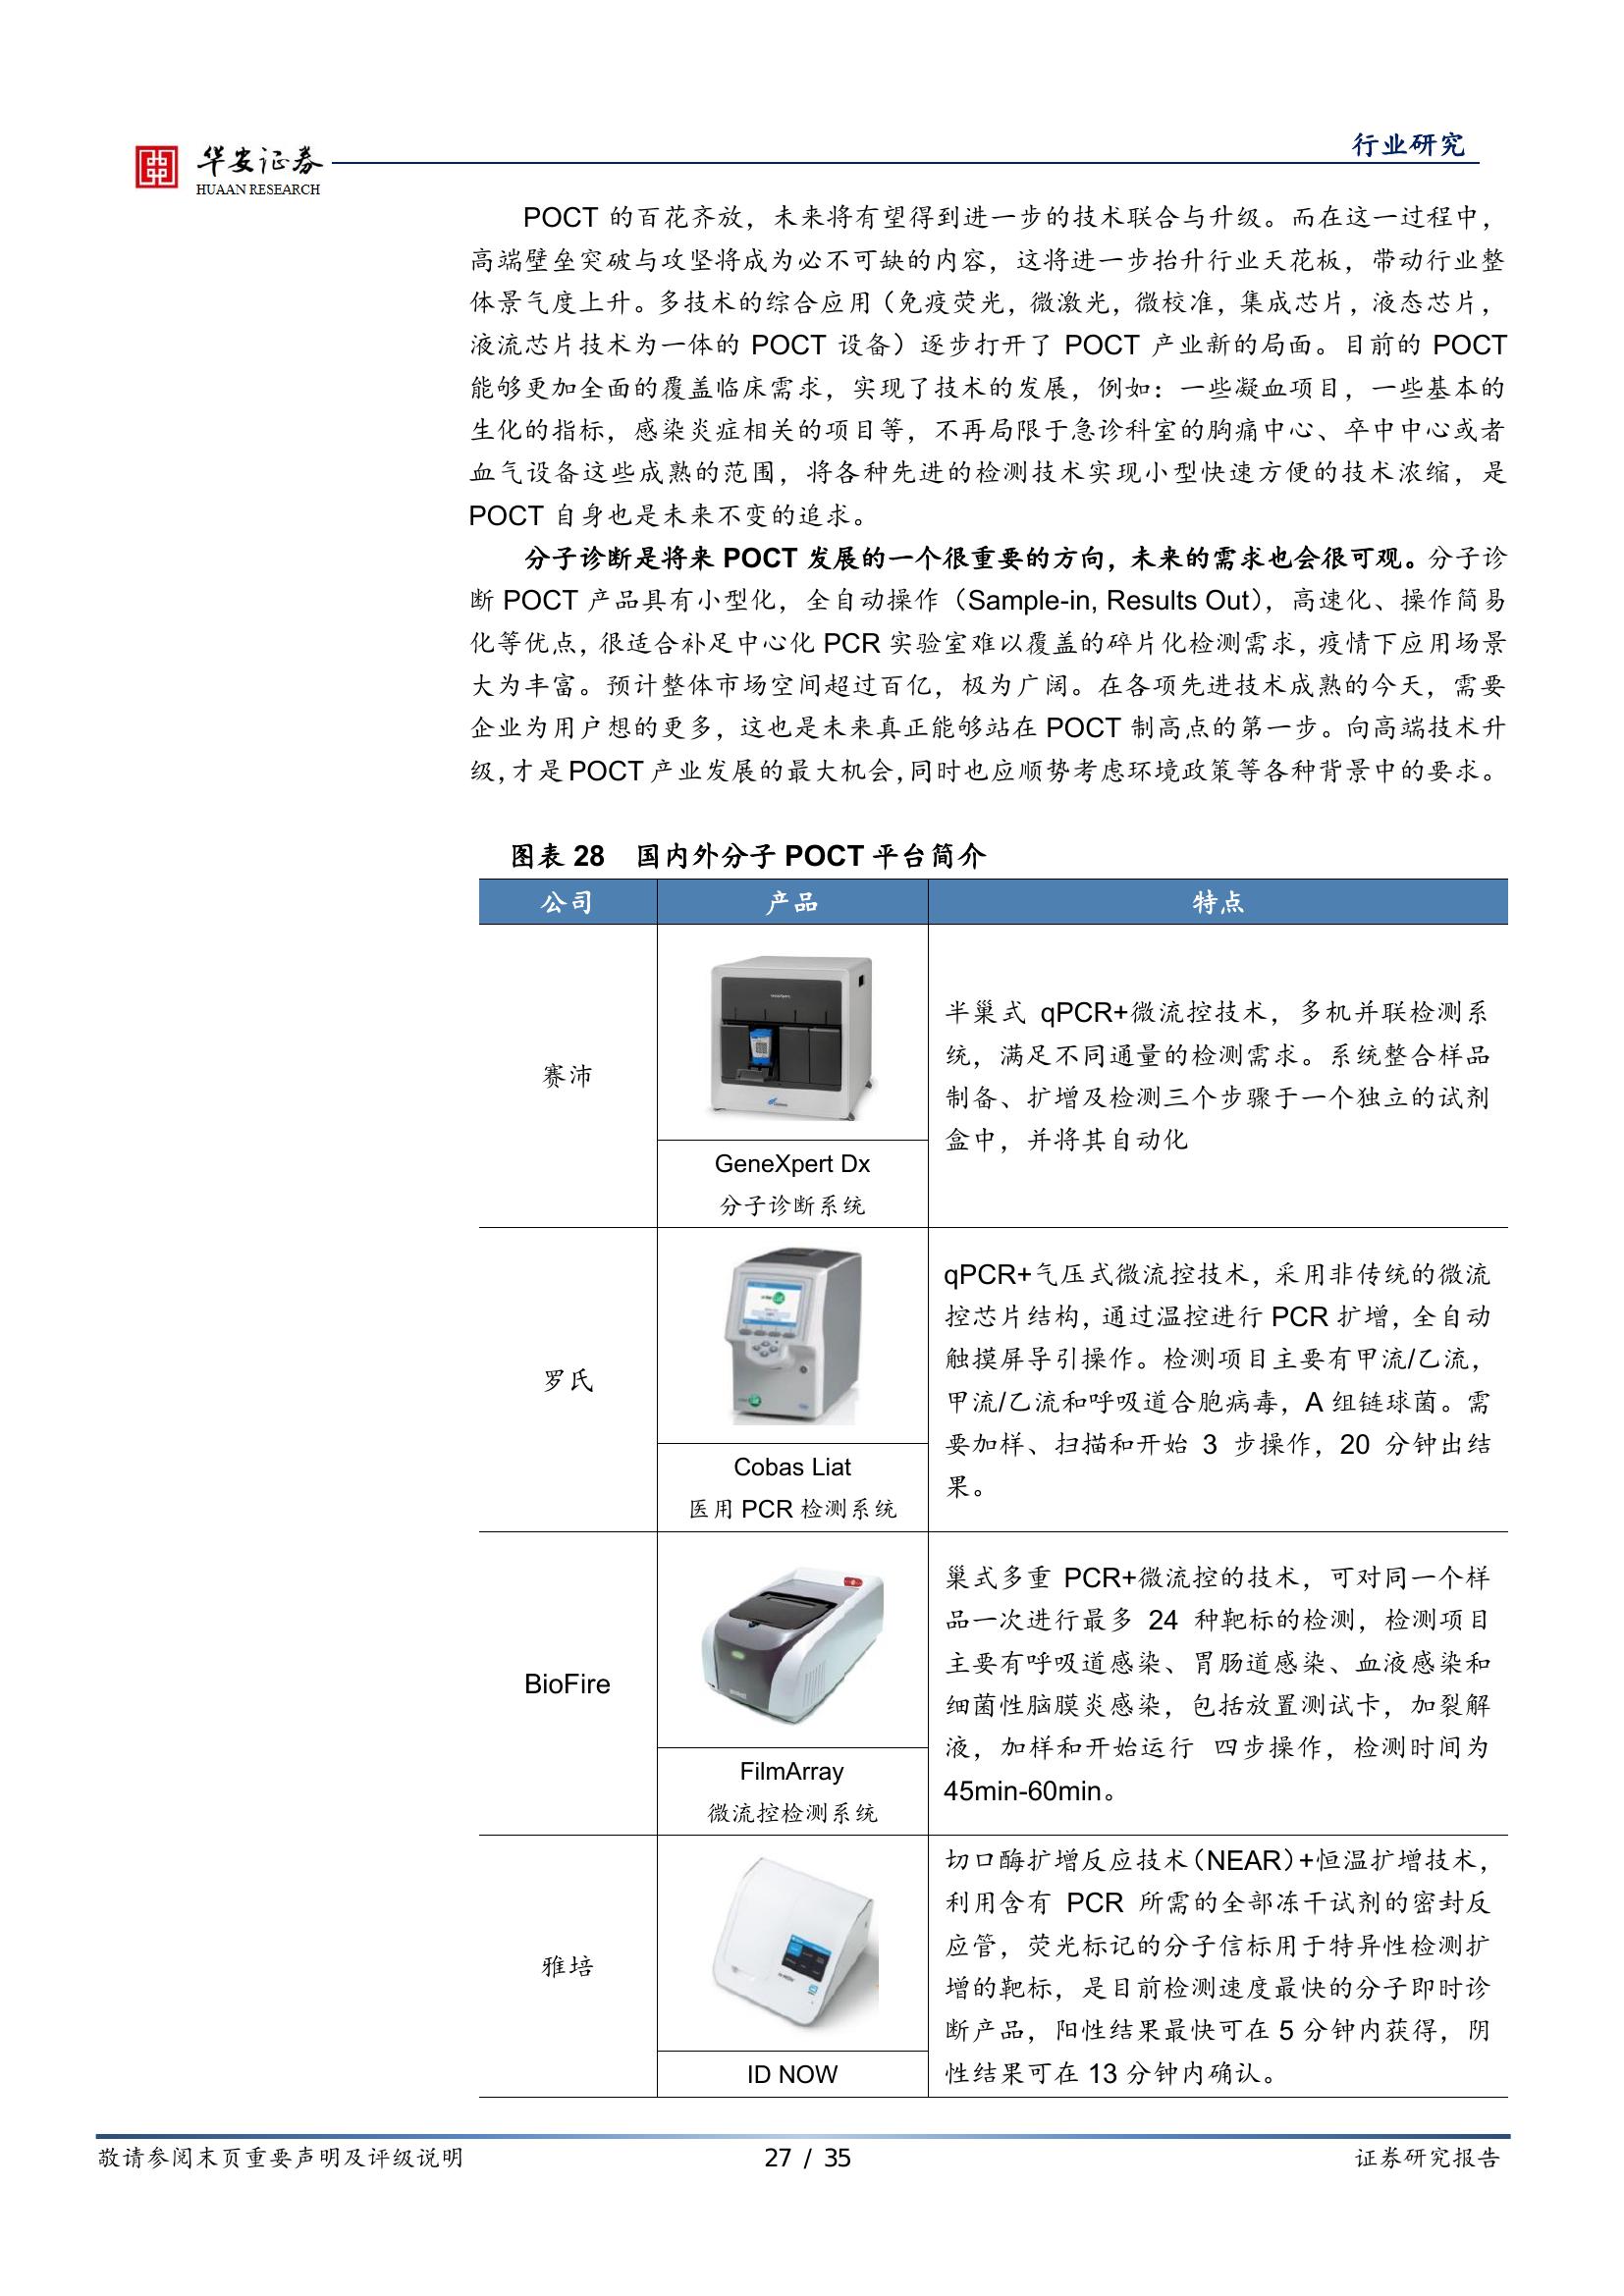 行业研究
华安证券
HUAAN RESEARCH
POCT 的百花齐放，未来将有望得到进一步的技术联合与升级。而在这一过程中，
高端壁垒突破与攻坚将成为必不可缺的内容，这将进一步抬升行业天花板，带动行业整
体景气度上升。多技术的综合应用（免疫荧光，微激光，微校准，集成芯片，液态芯片，
液流芯片技术为一体的 POCT 设备）逐步打开了 POCT 产业新的局面。目前的 POCT
能够更加全面的覆盖临床需求，实现了技术的发展，例如：一些凝血项目，一些基本的
生化的指标，感染炎症相关的项目等，不再局限于急诊科室的胸痛中心、卒中中心或者
血气设备这些成熟的范围，将各种先进的检测技术实现小型快速方便的技术浓缩，是
POCT 自身也是未来不变的追求。
分子诊断是将来 POCT 发展的一个很重要的方向，未来的需求也会很可观。分子诊
断 POCT 产品具有小型化，全自动操作（Sample-in, Results Out），高速化、操作简易
化等优点，很适合补足中心化 PCR 实验室难以覆盖的碎片化检测需求，疫情下应用场景
大为丰富。预计整体市场空间超过百亿，极为广阔。在各项先进技术成熟的今天，需要
企业为用户想的更多，这也是未来真正能够站在 POCT 制高点的第一步。向高端技术升
级，才是 POCT 产业发展的最大机会，同时也应顺势考虑环境政策等各种背景中的要求。
图表 28 国内外分子 POCT 平台简介
公司 产品 特点
赛沛
GeneXpert Dx
分子诊断系统
半巢式 qPCR+微流控技术，多机并联检测系
统，满足不同通量的检测需求。系统整合样品
制备、扩增及检测三个步骤于一个独立的试剂
盒中，并将其自动化
罗氏
Cobas Liat
医用 PCR 检测系统
qPCR+气压式微流控技术，采用非传统的微流
控芯片结构，通过温控进行 PCR 扩增，全自动
触摸屏导引操作。检测项目主要有甲流/乙流，
甲流/乙流和呼吸道合胞病毒，A 组链球菌。需
要加样、扫描和开始 3 步操作，20 分钟出结
果。
BioFire
FilmArray
微流控检测系统
巢式多重 PCR+微流控的技术，可对同一个样
品一次进行最多 24 种靶标的检测，检测项目
主要有呼吸道感染、胃肠道感染、血液感染和
细菌性脑膜炎感染，包括放置测试卡，加裂解
液，加样和开始运行 四步操作，检测时间为
45min-60min。
雅培
ID NOW
切口酶扩增反应技术（NEAR）+恒温扩增技术，
利用含有 PCR 所需的全部冻干试剂的密封反
应管，荧光标记的分子信标用于特异性检测扩
增的靶标，是目前检测速度最快的分子即时诊
断产品，阳性结果最快可在 5 分钟内获得，阴
性结果可在 13 分钟内确认。
敬请参阅末页重要声明及评级说明
27 / 35
证券研究报告